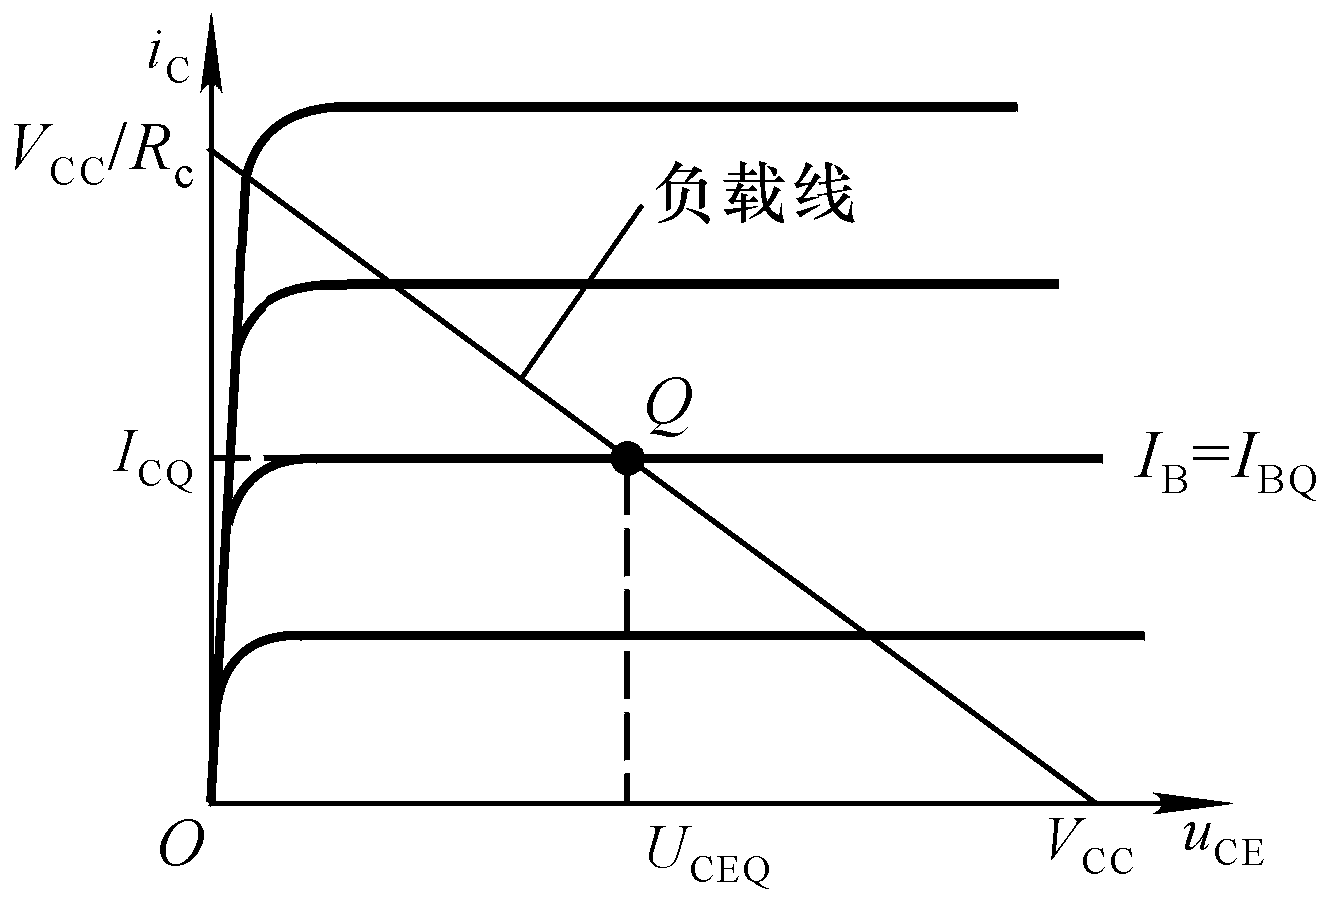 iC
VCC/Rc
负载线
Q
ICQ
IB=IBQ
O
UCEQ
VCC
uCE